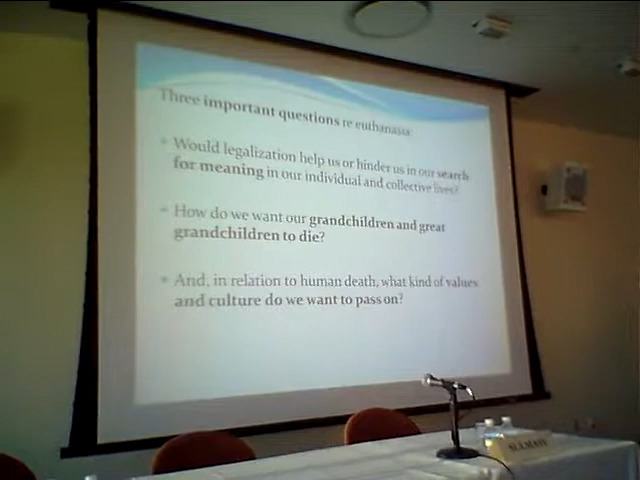 Three important questions re euthanasia:
Would legalization help us or hinder us in our search
for meaning in our individual and collective lives?
How do we want our grandchildren and great
grandchildren to die?
And, in relation to human death, what kind of values
and culture do we want to pass on?